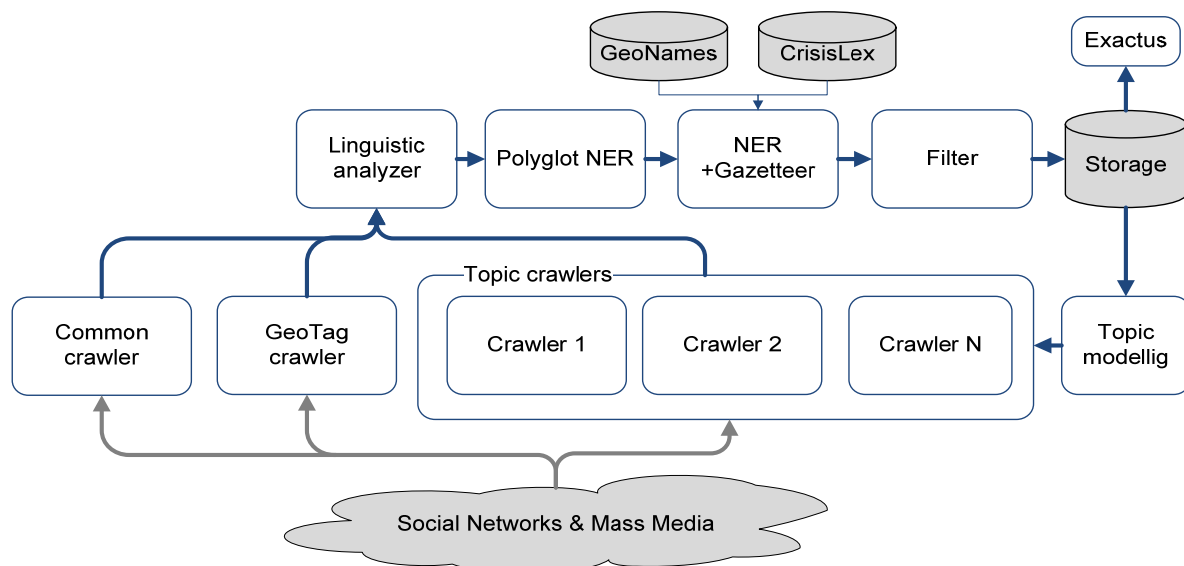 GeoNames
CrisisLex
Exactus
Linguistic
analyzer
Polyglot NER
NER
+Gazetteer
Filter
Storage
Topic crawlers
Common
crawler
GeoTag
crawler
Crawler 1
Crawler 2
Crawler N
Topic
modellig
Social Networks & Mass Media